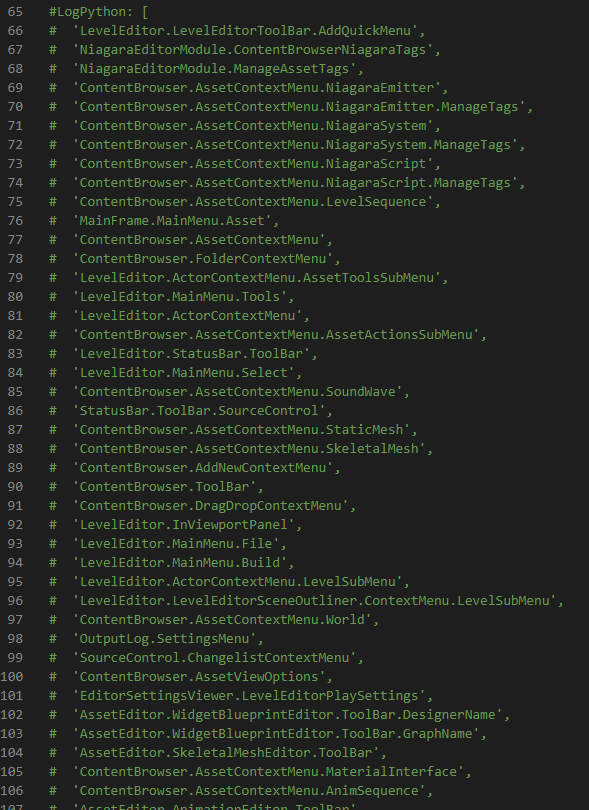 65 #LogPython: [
66 # 'LevelEditor.LevelEditorToolBar.AddQuickMenu',
67 # 'NiagaraEditorModule.ContentBrowserNiagaraTags',
68 # 'NiagaraEditorModule.ManageAssetTags',
69 # 'ContentBrowser.AssetContextMenu.NiagaraEmitter',
70 # 'ContentBrowser.AssetContextMenu.NiagaraEmitter.ManageTags',
71 # 'ContentBrowser.AssetContextMenu.NiagaraSystem',
72 # 'ContentBrowser.AssetContextMenu.NiagaraSystem.ManageTags',
73 # 'ContentBrowser.AssetContextMenu.NiagaraScript',
74 # 'ContentBrowser.AssetContextMenu.NiagaraScript.ManageTags',
75 # 'ContentBrowser.AssetContextMenu.LevelSequence',
76 # 'MainFrame.MainMenu.Asset',
77 # 'ContentBrowser.AssetContextMenu',
78 # 'ContentBrowser.FolderContextMenu',
79 # 'LevelEditor.ActorContextMenu.AssetToolsSubMenu',
80 # 'LevelEditor.MainMenu.Tools',
81 # 'LevelEditor.ActorContextMenu',
82 # 'ContentBrowser.AssetContextMenu.AssetActionsSubMenu',
83 # 'LevelEditor.StatusBar.ToolBar',
84 # 'LevelEditor.MainMenu.Select',
85 # 'ContentBrowser.AssetContextMenu.SoundWave',
86 # 'StatusBar.ToolBar.SourceControl',
87 # 'ContentBrowser.AssetContextMenu.StaticMesh',
88 # 'ContentBrowser.AssetContextMenu.SkeletalMesh',
89 # 'ContentBrowser.AddNewContextMenu',
90 # 'ContentBrowser.ToolBar',
91 # 'ContentBrowser.DragDropContextMenu',
92 # 'LevelEditor.InViewportPanel',
93 # 'LevelEditor.MainMenu.File',
94 # 'LevelEditor.MainMenu.Build',
95 # 'LevelEditor.ActorContextMenu.LevelSubMenu',
96 # 'LevelEditor.LevelEditorSceneOutliner.ContextMenu.LevelSubMenu',
97 # 'ContentBrowser.AssetContextMenu.World',
98 # 'OutputLog.SettingsMenu',
99 # 'SourceControl.ChangelistContextMenu',
100 # 'ContentBrowser.AssetViewOptions',
101 # 'EditorSettingsViewer.LevelEditorPlaySettings',
102 # 'AssetEditor.WidgetBlueprintEditor.ToolBar.DesignerName',
103 # 'AssetEditor.WidgetBlueprintEditor.ToolBar.GraphName',
104 # 'AssetEditor.SkeletalMeshEditor.ToolBar',
105 # 'ContentBrowser.AssetContextMenu.MaterialInterface',
106 # 'ContentBrowser.AssetContextMenu.AnimSequence',
107 # 'AssetEditor.AnimationEditor.ToolBar'